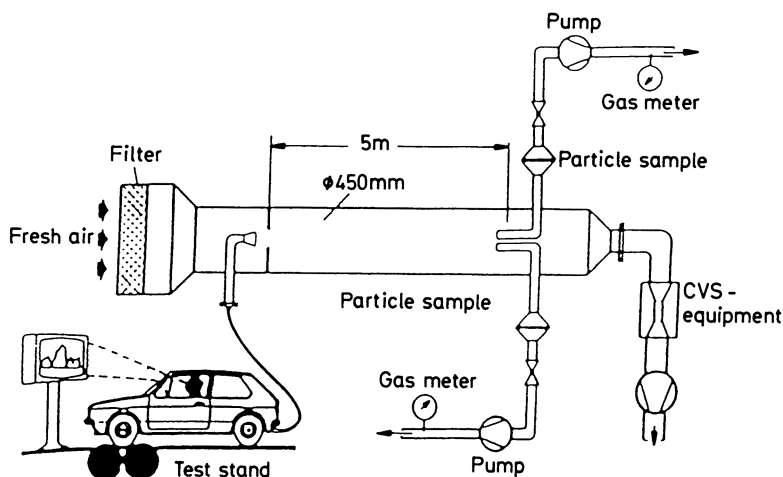 Pump
Gas meter
5m
Filter
Particle sample
ϕ450mm
Fresh air
Particle sample
CVS-
equipment
Gas meter
Test stand
Pump